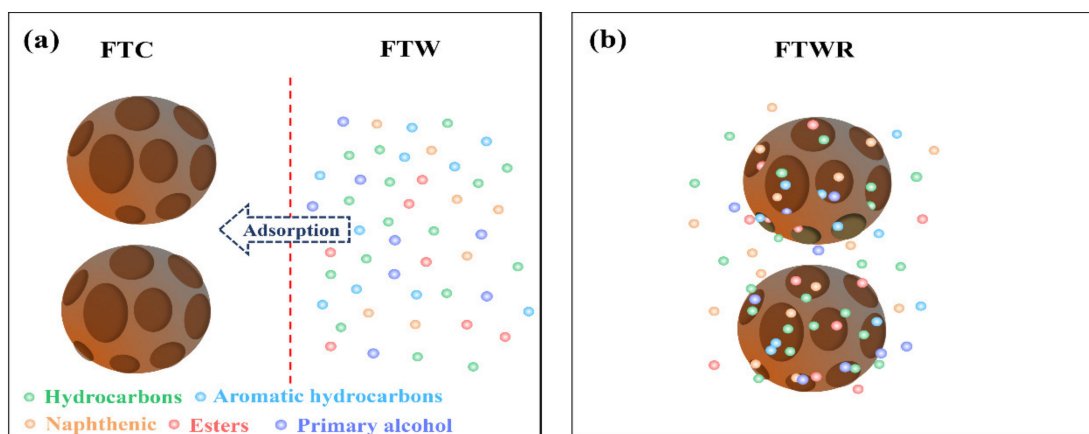 (a)
FTC
FTW
Adsorption
Hydrocarbons
Aromatic hydrocarbons
Naphthenic
Esters
Primary alcohol
(b)
FTWR